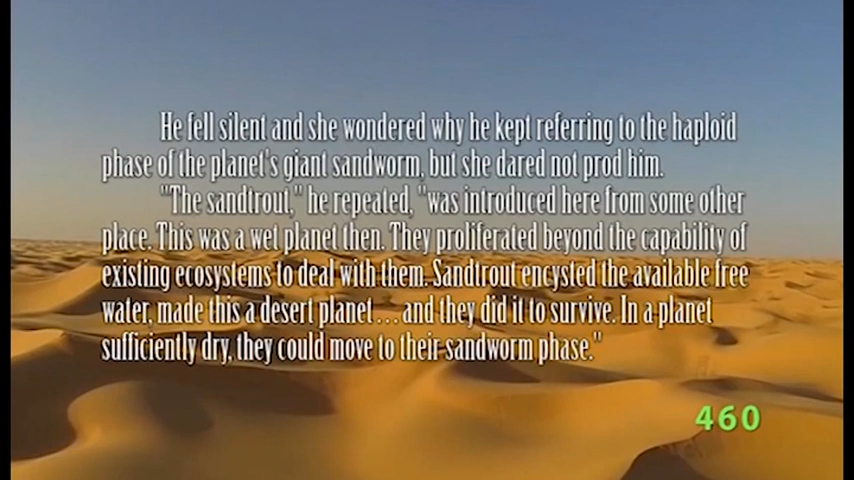 He fell silent and she wondered why he kept referring to the haploid
phase of the planet's giant sandworm, but she dared not prod him.
"The sandtrout," he repeated, "was introduced here from some other
place. This was a wet planet then. They proliferated beyond the capability of
existing ecosystems to deal with them. Sandtrout encysted the available free
water, made this a desert planet . . . and they did it to survive. In a planet
sufficiently dry, they could move to their sandworm phase."
460